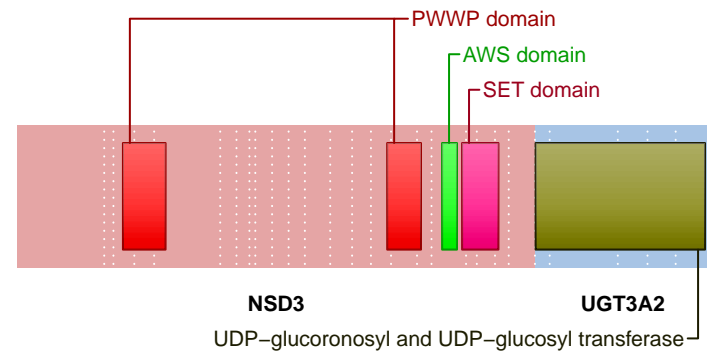 PWWP domain
AWS domain
SET domain
NSD3
UGT3A2
UDP−glucoronosyl and UDP−glucosyl transferase